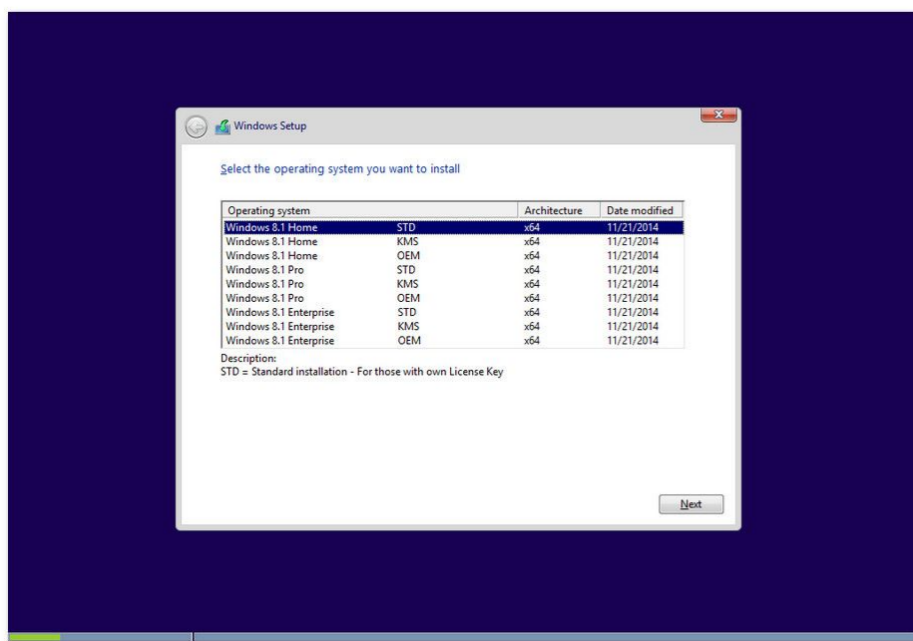 Windows Setup
Select the operating system you want to install
Operating system Architecture Date modified
Windows 8.1 Home STD x64 11/21/2014
Windows 8.1 Home KMS x64 11/21/2014
Windows 8.1 Home OEM x64 11/21/2014
Windows 8.1 Pro STD x64 11/21/2014
Windows 8.1 Pro KMS x64 11/21/2014
Windows 8.1 Pro OEM x64 11/21/2014
Windows 8.1 Enterprise STD x64 11/21/2014
Windows 8.1 Enterprise KMS x64 11/21/2014
Windows 8.1 Enterprise OEM x64 11/21/2014
Description:
STD = Standard installation - For those with own License Key
Next